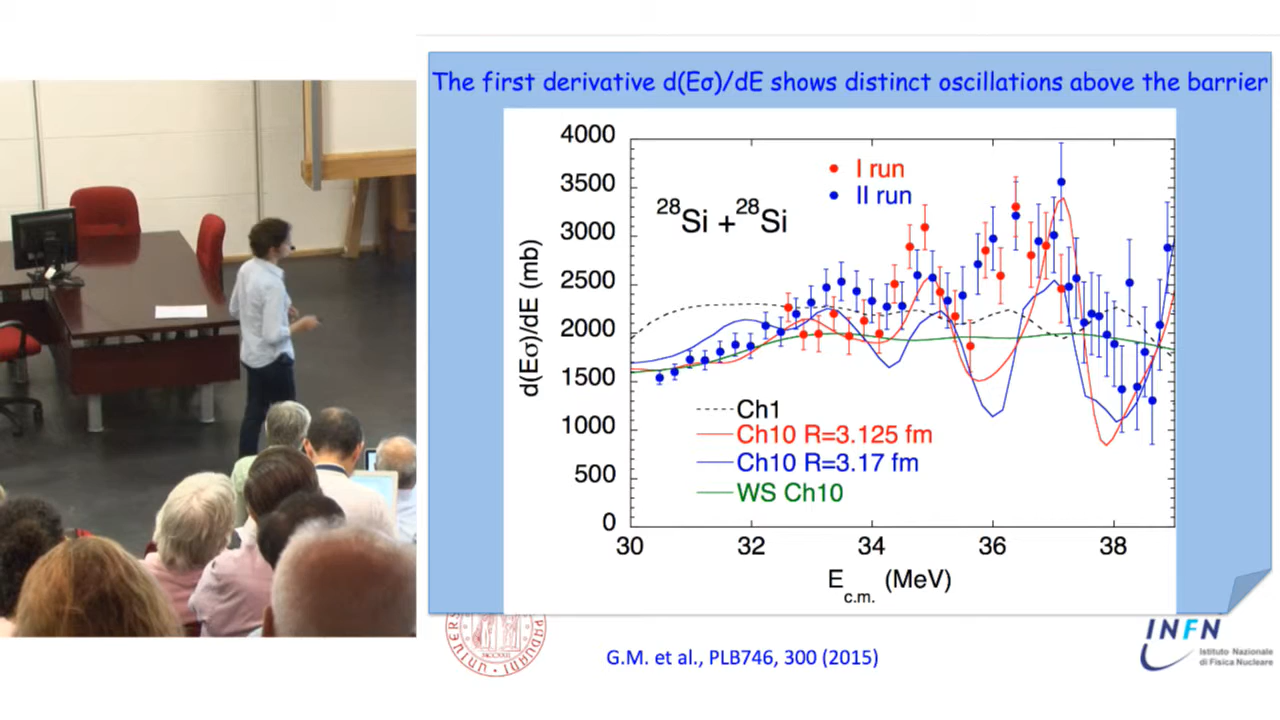 The first derivative d(Eσ)/dE shows distinct oscillations above the barrier
4000
3500
3000
2500
2000
1500
1000
500
0
d(Eσ)/dE (mb)
I run
II run
28Si + 28Si
Ch1
Ch10 R=3.125 fm
Ch10 R=3.17 fm
WS Ch10
30 32 34 36 38
E c.m. (MeV)
G.M. et al., PLB746, 300 (2015)
INFN
Istituto Nazionale
di Fisica Nucleare